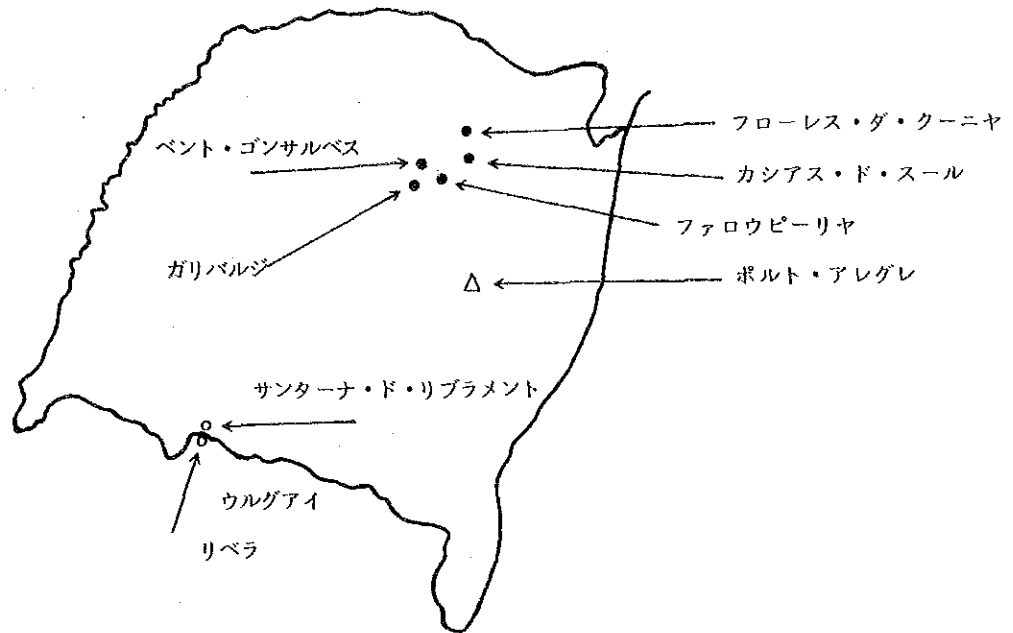 フローレス・ダ・クーニヤ
ベント・ゴンサルベス
カシアス・ド・スール
ファロウピーリヤ
ガリバルジ
ポルト・アレグレ
サンターナ・ド・リブラメント
ウルグアイ
リベラ